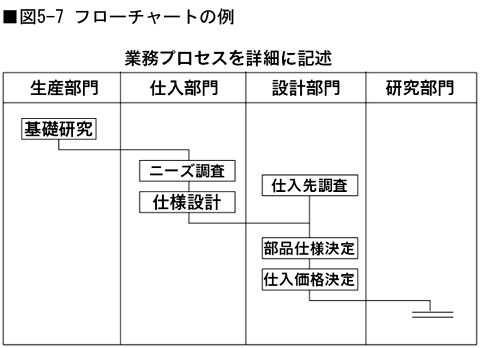 ■図5-7 フローチャートの例
業務プロセスを詳細に記述
生産部門 仕入部門 設計部門 研究部門
基礎研究
ニーズ調査
仕入先調査
仕様設計
部品仕様決定
仕入価格決定